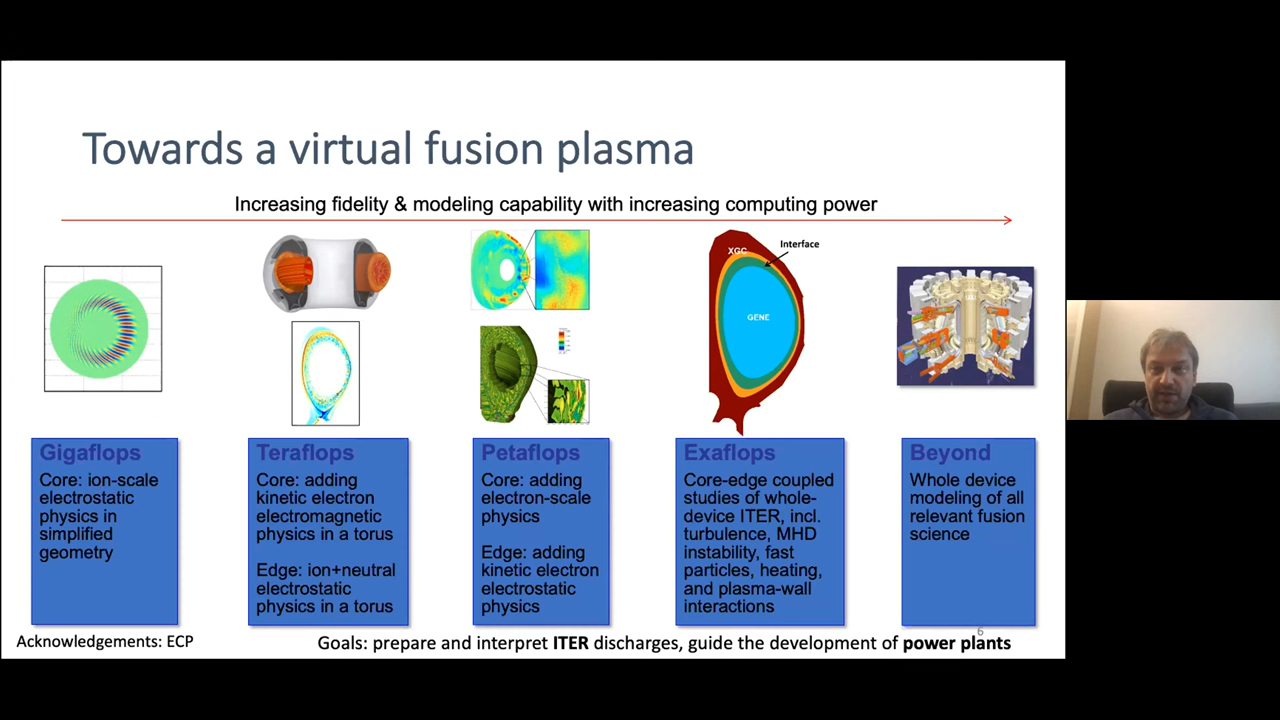 Towards a virtual fusion plasma
Increasing fidelity & modeling capability with increasing computing power
XGC
Interface
GENE
Gigaflops
Core: ion-scale
electrostatic
physics in
simplified
geometry
Teraflops
Core: adding
kinetic electron
electromagnetic
physics in a torus
Edge: ion+neutral
electrostatic
physics in a torus
Petaflops
Core: adding
electron-scale
physics
Edge: adding
kinetic electron
electrostatic
physics
Exaflops
Core-edge coupled
studies of whole-
device ITER, incl.
turbulence, MHD
instability, fast
particles, heating,
and plasma-wall
interactions
Beyond
Whole device
modeling of all
relevant fusion
science
6
Acknowledgements: ECP
Goals: prepare and interpret ITER discharges, guide the development of power plants